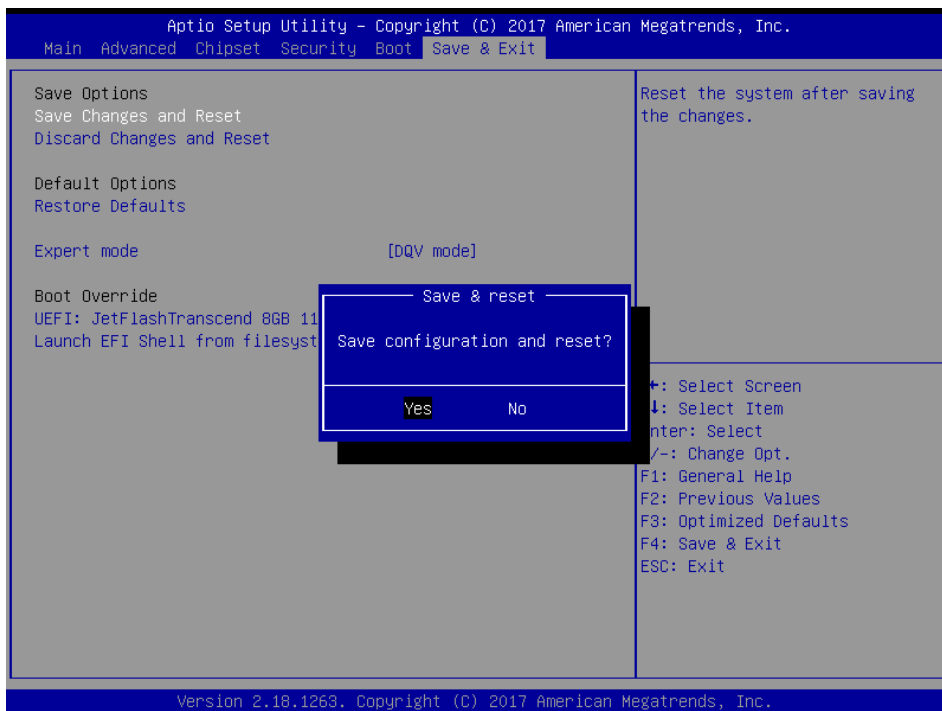 Aptio Setup Utility – Copyright (C) 2017 American Megatrends, Inc.
Main Advanced Chipset Security Boot Save & Exit
Save Options
Save Changes and Reset
Discard Changes and Reset
Default Options
Restore Defaults
Expert mode [DQV mode]
Boot Override
UEFI: JetFlashTranscend 8GB 11
Launch EFI Shell from filesyst
Save & reset
Save configuration and reset?
Yes No
Reset the system after saving
the changes.
: Select Screen
: Select Item
nter: Select
/-: Change Opt.
F1: General Help
F2: Previous Values
F3: Optimized Defaults
F4: Save & Exit
ESC: Exit
Version 2.18.1263. Copyright (C) 2017 American Megatrends, Inc.